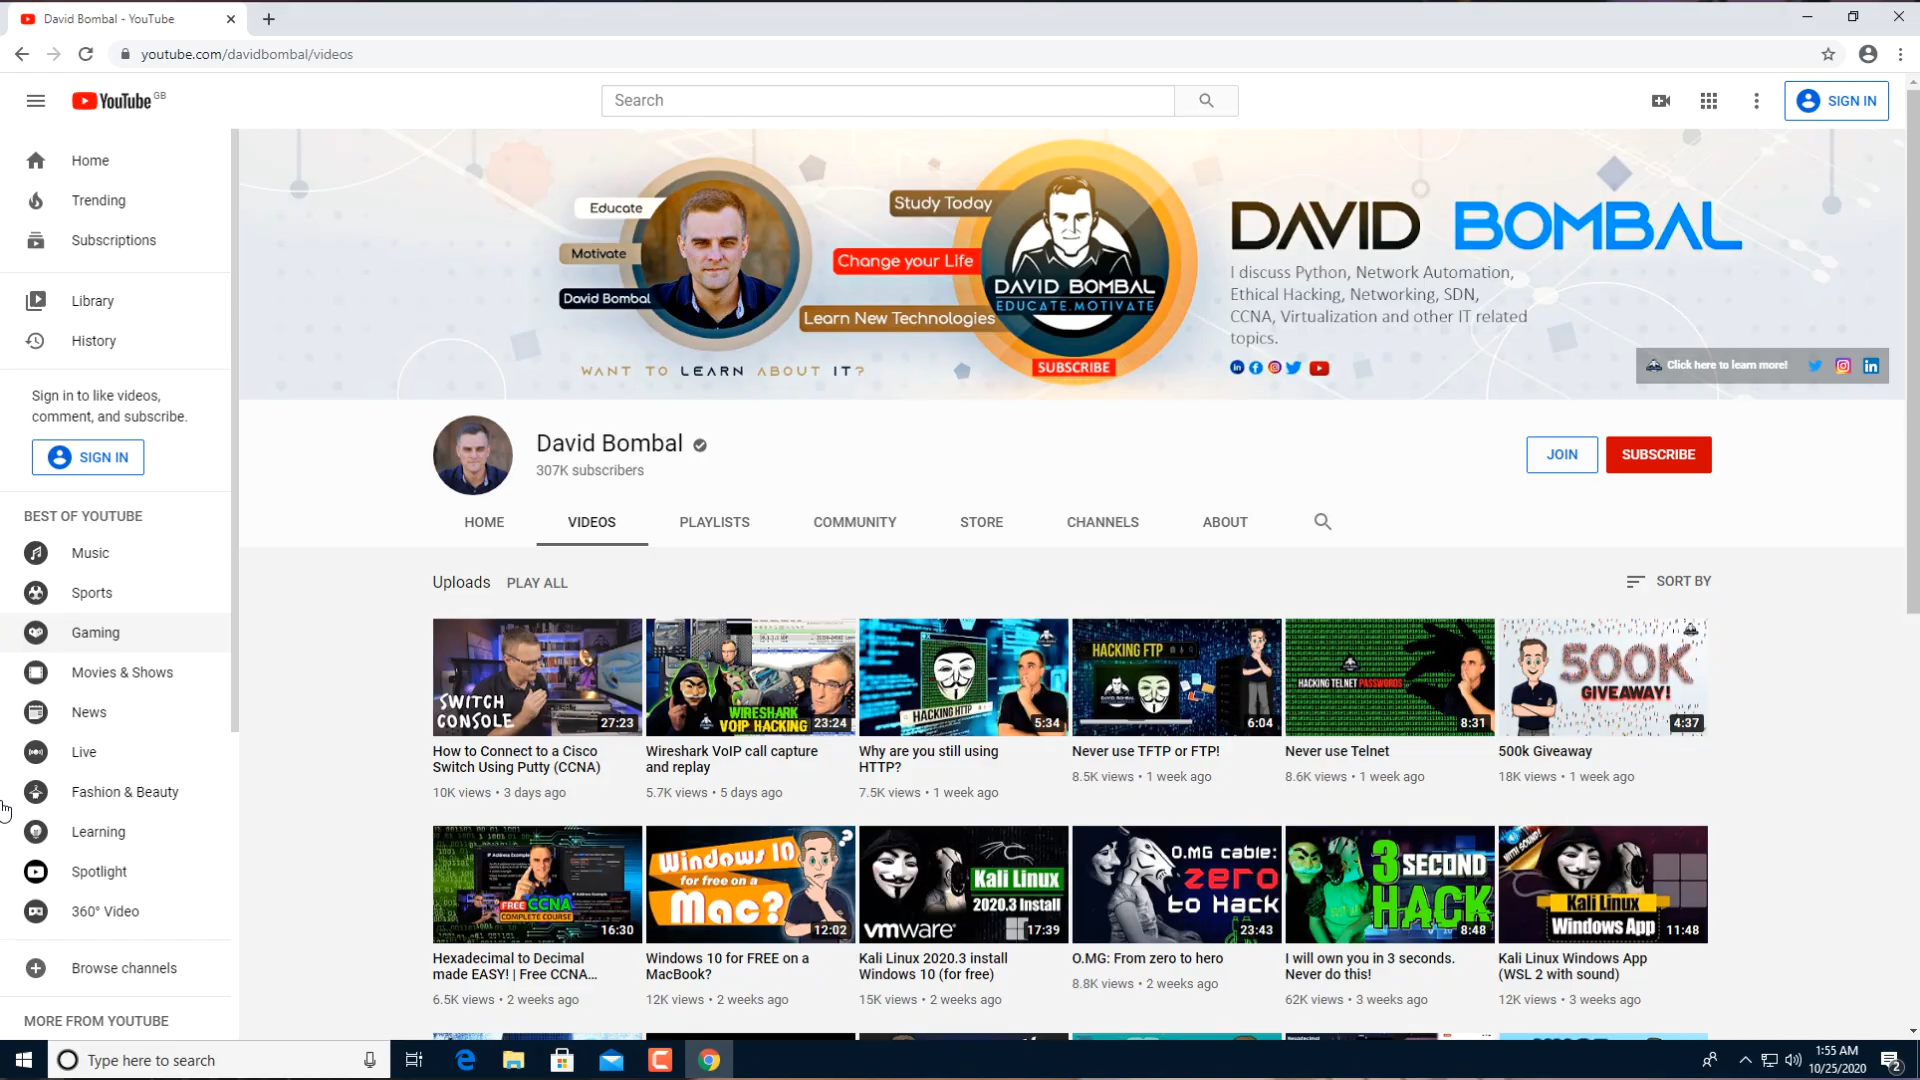 David Bombal - YouTube
youtube.com/davidbombal/videos
YouTube GB
Search
SIGN IN
Home
Trending
Subscriptions
Library
History
Sign in to like videos,
comment, and subscribe.
SIGN IN
BEST OF YOUTUBE
Music
Sports
Gaming
Movies & Shows
News
Live
Fashion & Beauty
Learning
Spotlight
360° Video
Browse channels
MORE FROM YOUTUBE
Educate
Motivate
David Bombal
Study Today
Change your Life
Learn New Technologies
DAVID BOMBAL
EDUCATE.MOTIVATE
SUBSCRIBE
WANT TO LEARN ABOUT IT?
DAVID BOMBAL
I discuss Python, Network Automation,
Ethical Hacking, Networking, SDN,
CCNA, Virtualization and other IT related
topics.
Click here to learn more!
David Bombal
307K subscribers
JOIN
SUBSCRIBE
HOME VIDEOS PLAYLISTS COMMUNITY STORE CHANNELS ABOUT
Uploads PLAY ALL
SORT BY
SWITCH
CONSOLE
27:23
How to Connect to a Cisco
Switch Using Putty (CCNA)
10K views • 3 days ago
WIRESHARK
VOIP HACKING
23:24
Wireshark VoIP call capture
and replay
5.7K views • 5 days ago
HACKING HTTP
5:34
Why are you still using
HTTP?
7.5K views • 1 week ago
HACKING FTP
DAVID BOMBAL
6:04
Never use TFTP or FTP!
8.5K views • 1 week ago
HACKING TELNET PASSWORDS
8:31
Never use Telnet
8.6K views • 1 week ago
500K
GIVEAWAY!
4:37
500k Giveaway
18K views • 1 week ago
IP Address Example
FREE CCNA
COMPLETE COURSE
16:30
Hexadecimal to Decimal
made EASY! | Free CCNA...
6.5K views • 2 weeks ago
Windows 10
for free on a
Mac?
12:02
Windows 10 for FREE on a
MacBook?
12K views • 2 weeks ago
Kali Linux
2020.3 Install
vmware
17:39
Kali Linux 2020.3 install
Windows 10 (for free)
15K views • 2 weeks ago
O.MG cable:
zero
to Hack
23:43
O.MG: From zero to hero
8.8K views • 2 weeks ago
3 SECOND
HACK
8:48
I will own you in 3 seconds.
Never do this!
62K views • 3 weeks ago
WITH SOUND!
Kali Linux
Windows App
11:48
Kali Linux Windows App
(WSL 2 with sound)
12K views • 3 weeks ago
Type here to search
1:55 AM
10/25/2020
2